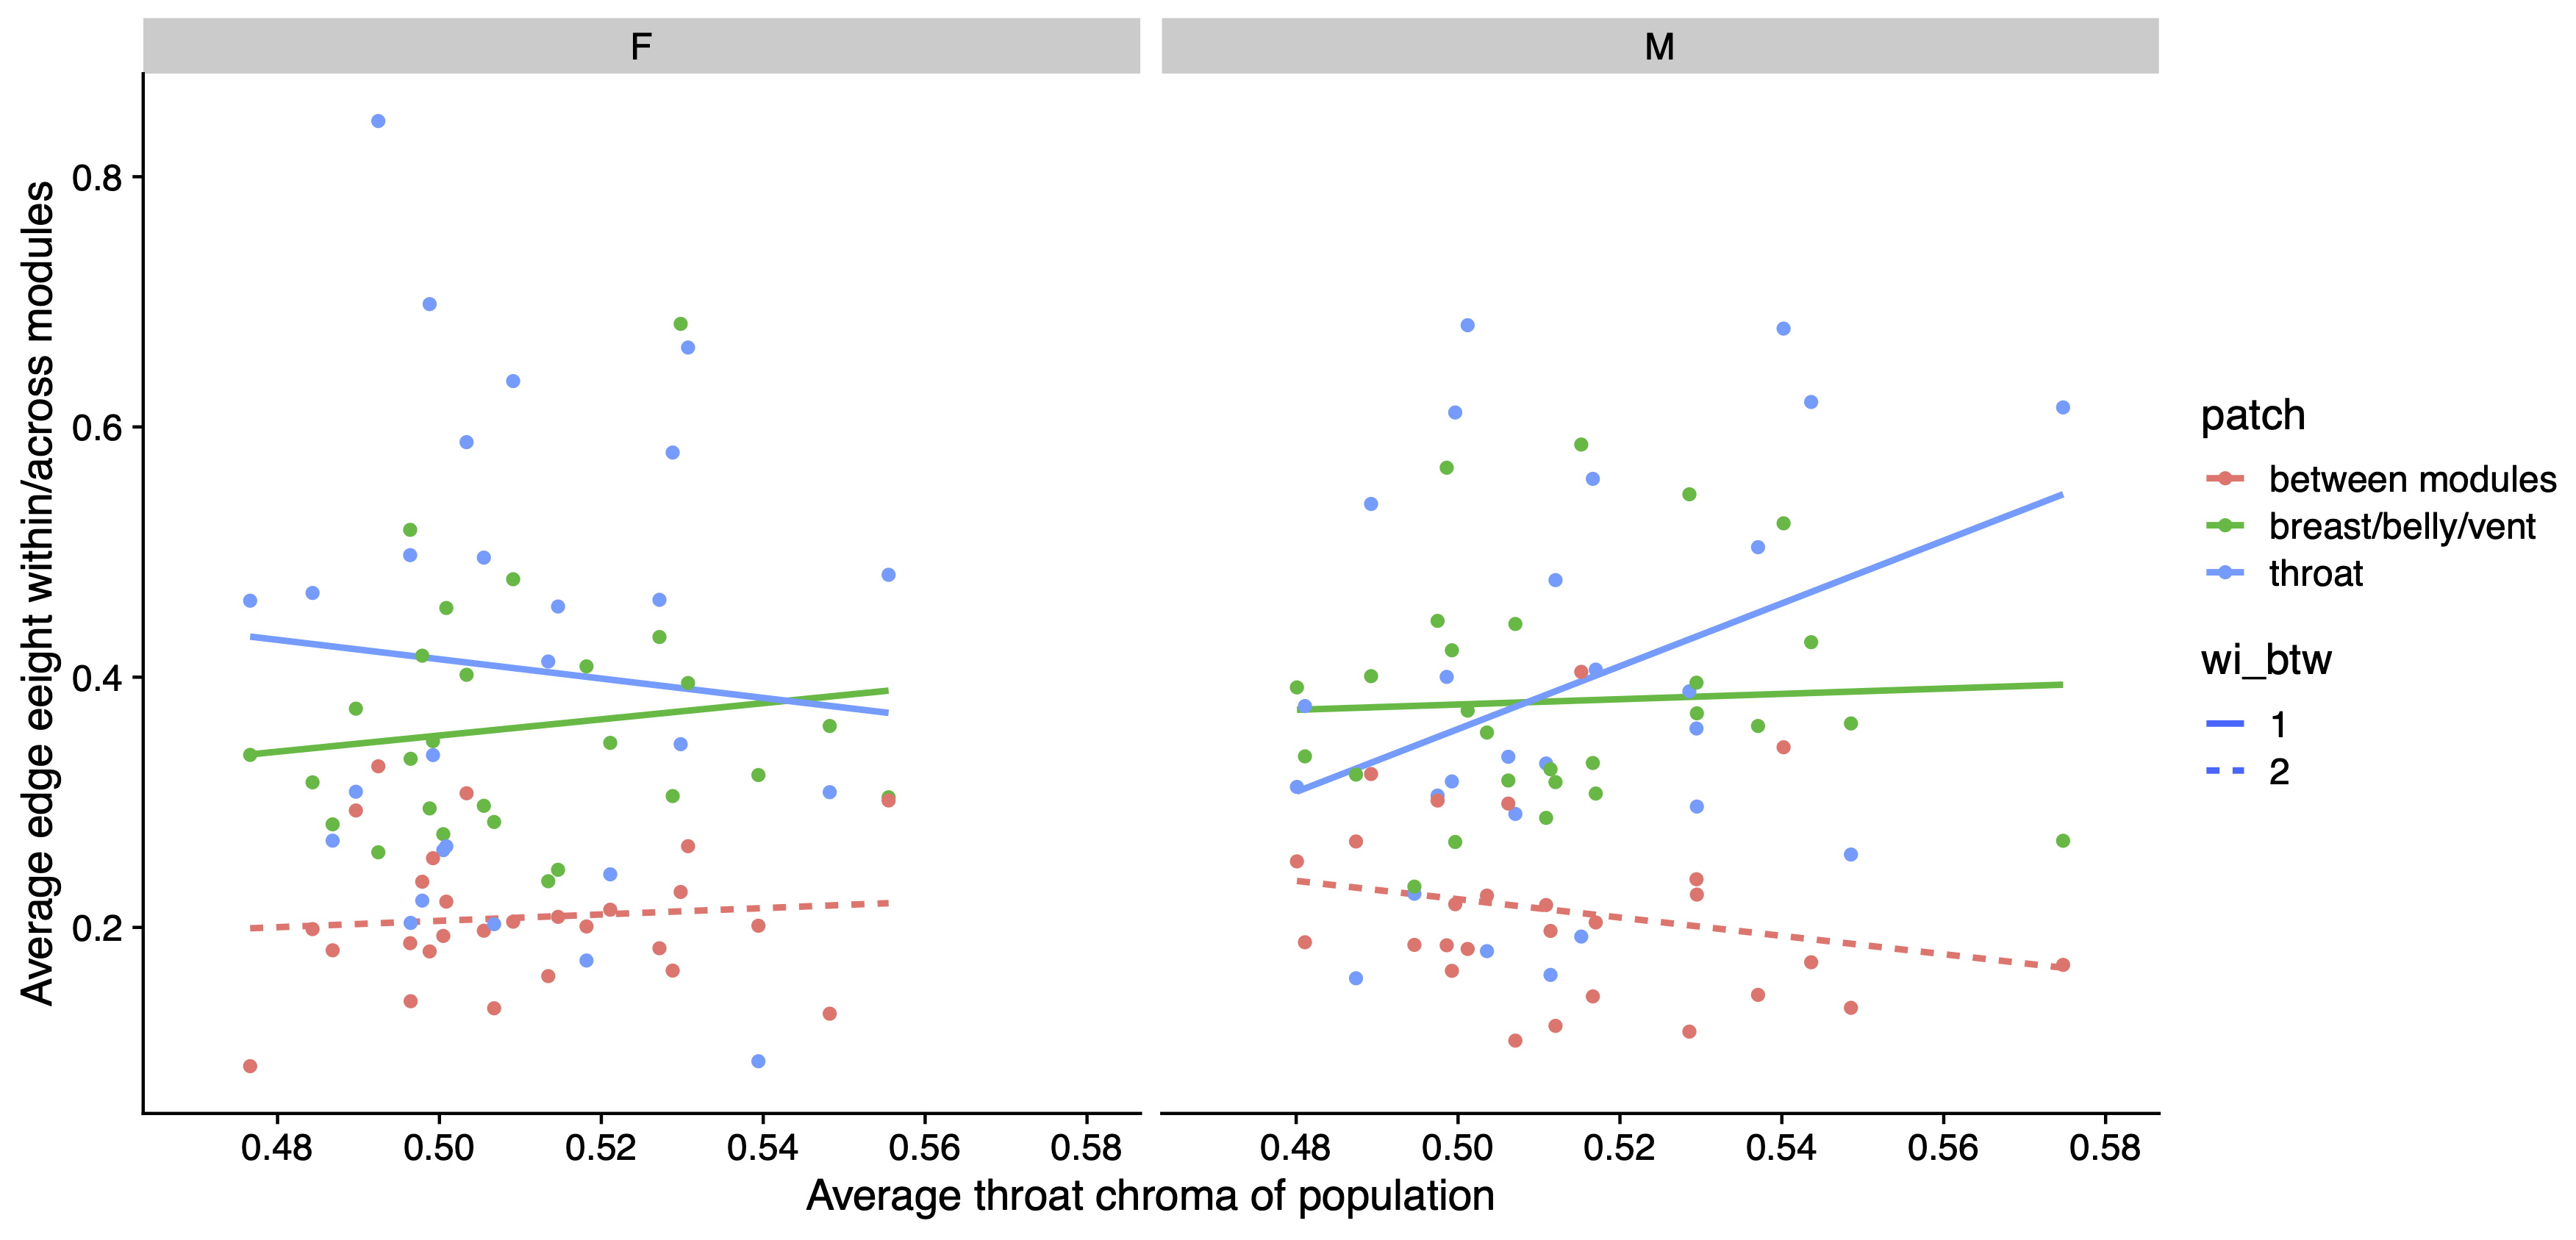 F
M
Average edge eeight within/across modules
0.8
0.6
0.4
0.2
0.48 0.50 0.52 0.54 0.56 0.58
0.48 0.50 0.52 0.54 0.56 0.58
Average throat chroma of population
patch
between modules
breast/belly/vent
throat
wi_btw
1
2